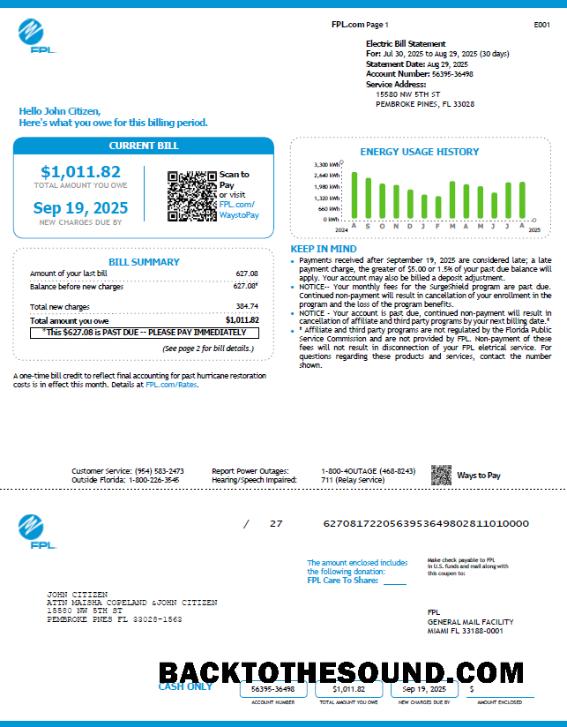 FPL.com Page 1
E001
FPL
Electric Bill Statement
For: Jul 30, 2025 to Aug 29, 2025 (30 days)
Statement Date: Aug 29, 2025
Account Number: 56395-36498
Service Address:
15580 NW 5TH ST
PEMBROKE PINES, FL 33028
Hello John Citizen,
Here's what you owe for this billing period.
CURRENT BILL
$1,011.82
TOTAL AMOUNT YOU OWE
Sep 19, 2025
NEW CHARGES DUE BY
Scan to
Pay
or visit
FPL.com/
WaystoPay
ENERGY USAGE HISTORY
3,300 kWh
2,640 kWh
1,980 kWh
1,320 kWh
660 kWh
0 kWh
A S O N D J F M A M J J A
2024 2025
BILL SUMMARY
Amount of your last bill 627.08
Balance before new charges 627.08*
Total new charges 384.74
Total amount you owe $1,011.82
*This $627.08 is PAST DUE -- PLEASE PAY IMMEDIATELY
(See page 2 for bill details.)
A one-time bill credit to reflect final accounting for past hurricane restoration
costs is in effect this month. Details at FPL.com/Rates.
KEEP IN MIND
• Payments received after September 19, 2025 are considered late; a late
payment charge, the greater of $5.00 or 1.5% of your past due balance will
apply. Your account may also be billed a deposit adjustment.
• NOTICE-- Your monthly fees for the SurgeShield program are past due.
Continued non-payment will result in cancellation of your enrollment in the
program and the loss of the program benefits.
• NOTICE - Your account is past due, continued non-payment will result in
cancellation of affiliate and third party programs by your next billing date.
• Affiliate and third party programs are not regulated by the Florida Public
Service Commission and are not provided by FPL. Non-payment of these
fees will not result in disconnection of your FPL eletrical service. For
questions regarding these products and services, contact the number
shown.
Customer Service: (954) 583-2473
Outside Florida: 1-800-226-3545
Report Power Outages: 1-800-4OUTAGE (468-8243)
Hearing/Speech Impaired: 711 (Relay Service)
Ways to Pay
FPL
/ 27 6270817220563953649802811010000
The amount enclosed includes
the following donation:
FPL Care To Share: ______
Make check payable to FPL
in U.S. funds and mail along with
this coupon to:
JOHN CITIZEN
ATTN MAISHA COPELAND &JOHN CITIZEN
15580 NW 5TH ST
PEMBROKE PNES FL 33028-1563
FPL
GENERAL MAIL FACILITY
MIAMI FL 33188-0001
BACKTOTHESOUND.COM
CASH ONLY
56395-36498
ACCOUNT NUMBER
$1,011.82
TOTAL AMOUNT YOU OWE
Sep 19, 2025
NEW CHARGES DUE BY
$
AMOUNT ENCLOSED